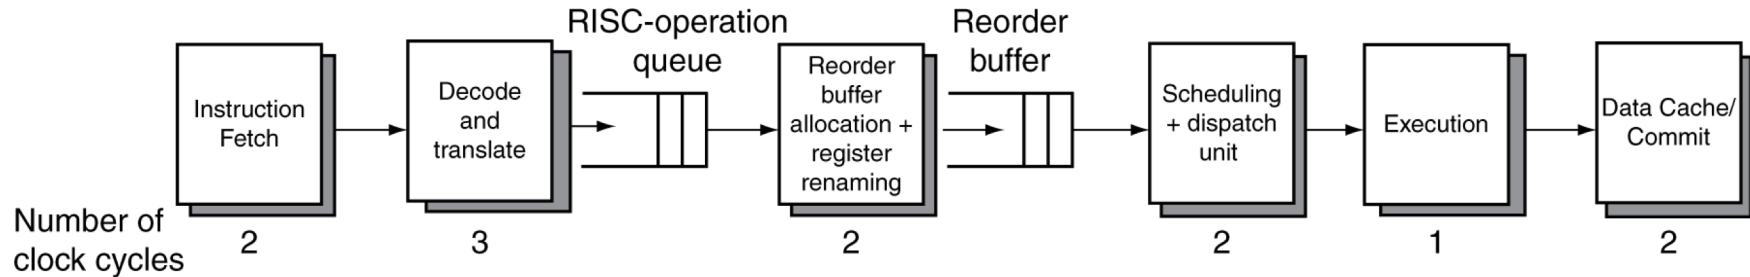 RISC-operation
queue
Reorder
buffer
Instruction
Fetch
Decode
and
translate
Reorder
buffer
allocation +
register
renaming
Scheduling
+ dispatch
unit
Execution
Data Cache/
Commit
Number of
clock cycles
2
3
2
2
1
2